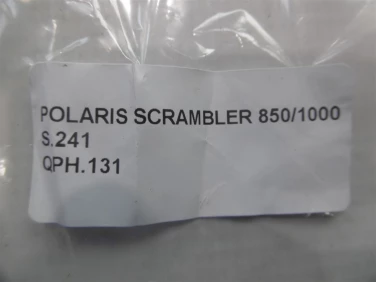 POLARIS SCRAMBLER 850/1000
S.241
QPH.131